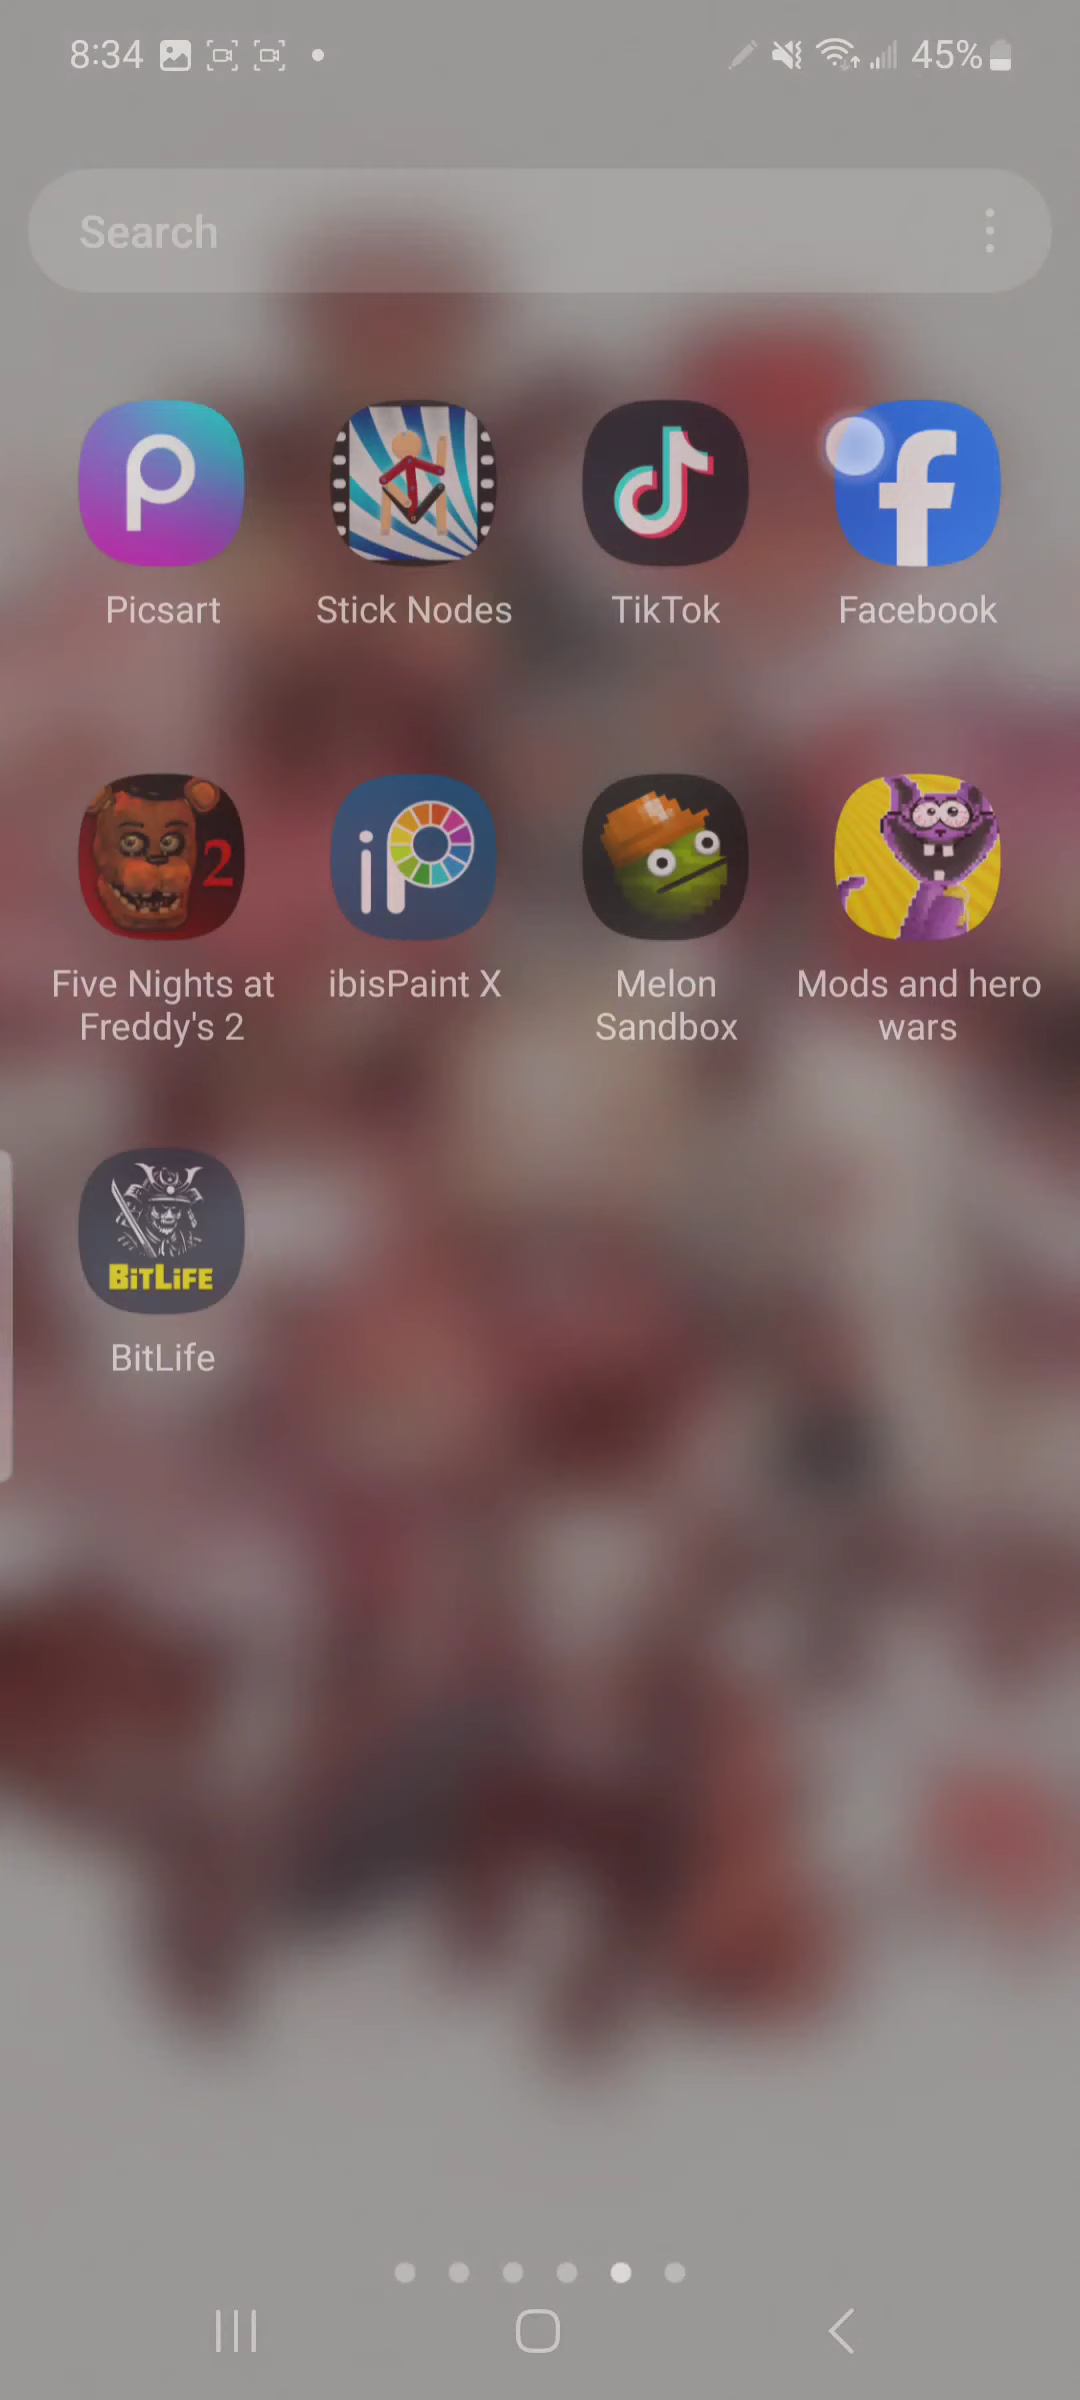 8:34
45%
Search
Picsart
Stick Nodes
TikTok
Facebook
2
Five Nights at
Freddy's 2
ibisPaint X
Melon
Sandbox
Mods and hero
wars
BiTLiFE
BitLife